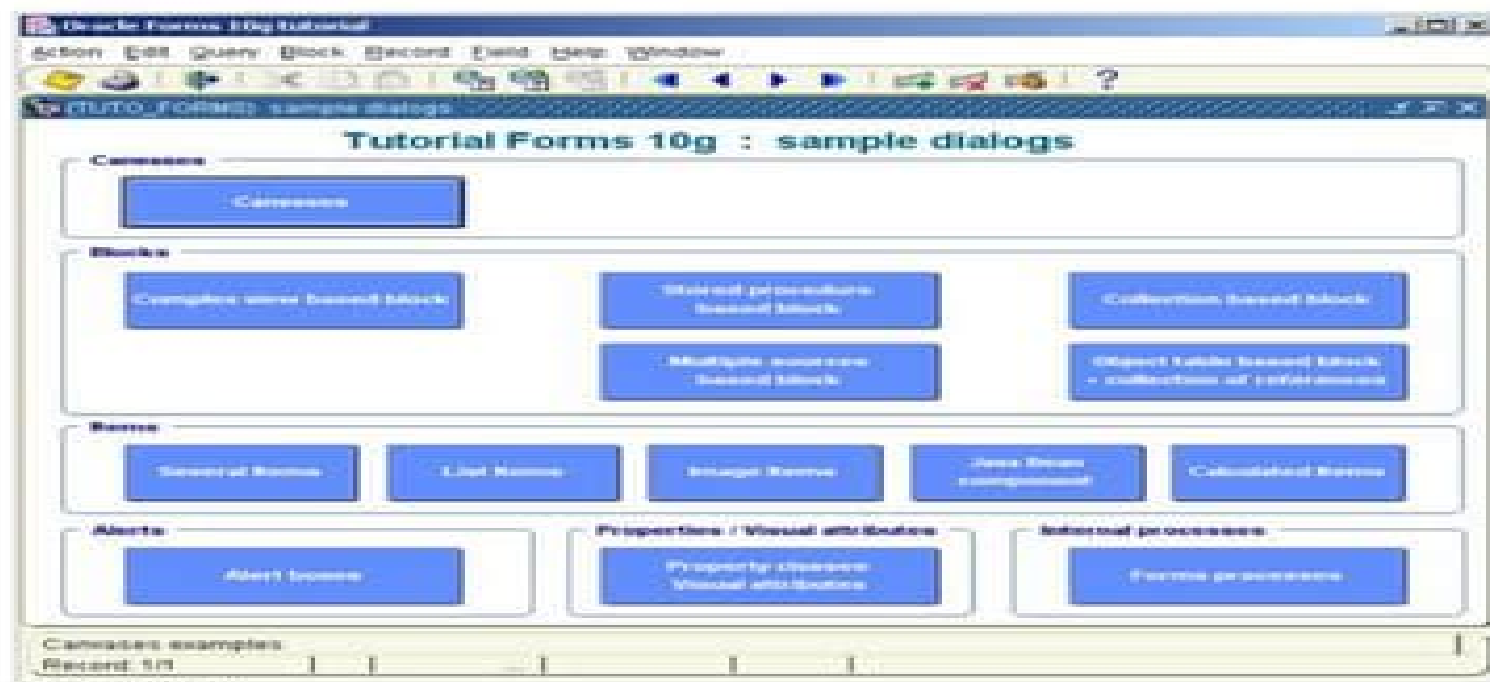 Oracle Forms 10g tutorial
Action Edit Query Block Record Field Help Window
(TUTO_FORMS) sample dialogs
Tutorial Forms 10g : sample dialogs
Canvases
Canvases
Blocks
Complex view based block
Stored procedure
based block
Collection based block
Multiple sources
based block
Object table based block
+ collection of references
Items
General Items
List Items
Image Items
Java Bean
component
Calculated Items
Alerts
Alert boxes
Properties / Visual attributes
Property classes
Visual attributes
Internal processes
Forms processes
Canvases examples
Record: 1/1